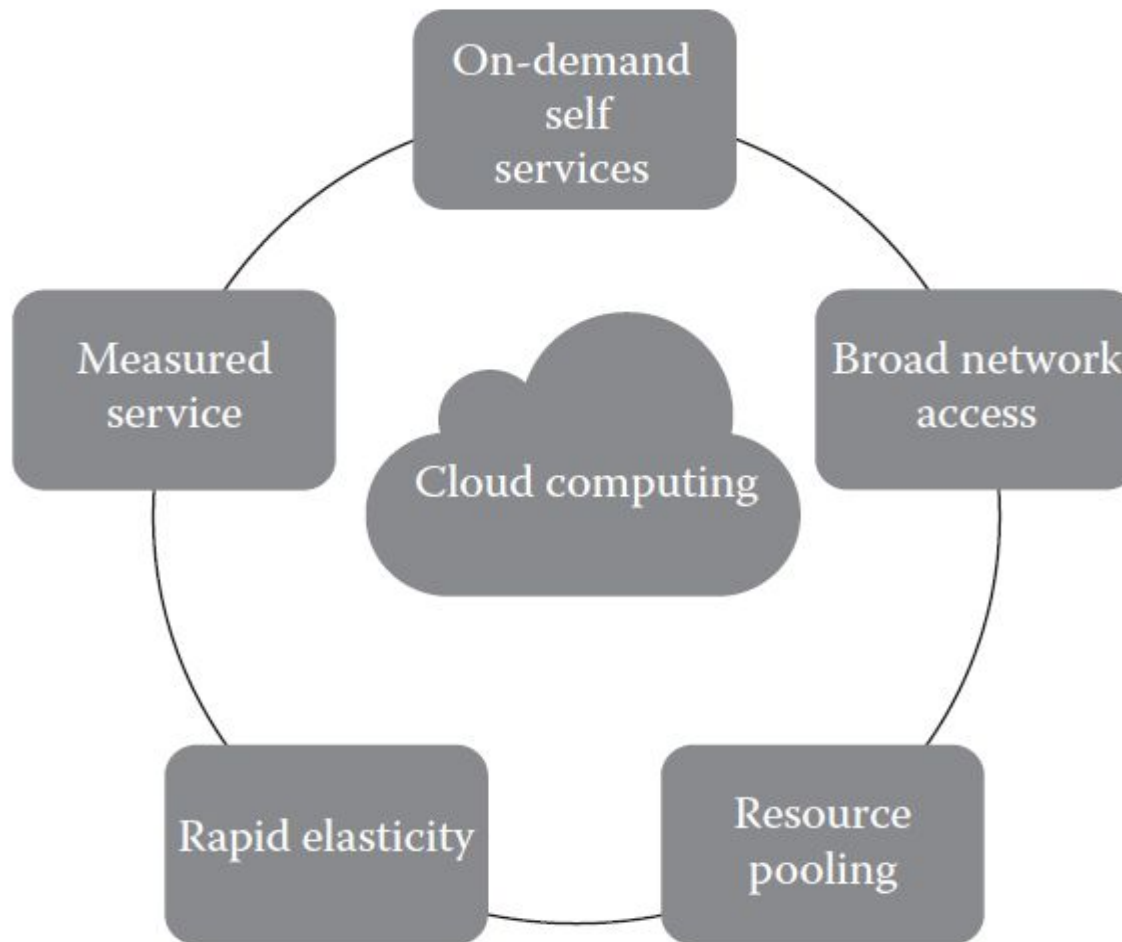 On-demand
self
services
Broad network
access
Resource
pooling
Rapid elasticity
Measured
service
Cloud computing